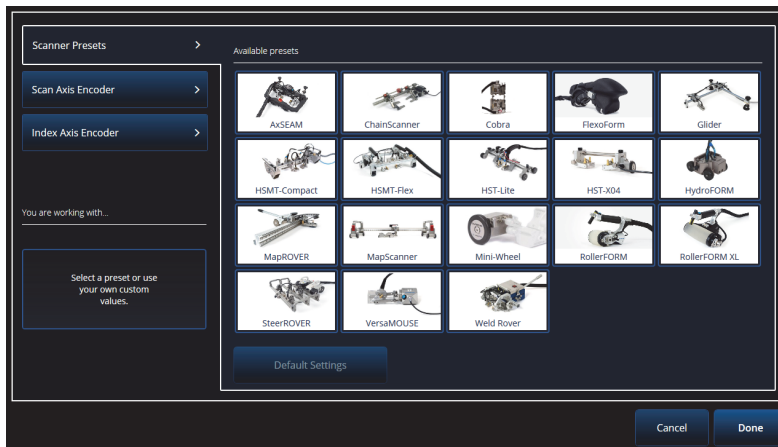 Scanner Presets
Scan Axis Encoder
Index Axis Encoder
You are working with...
Select a preset or use
your own custom
values.
Available presets
AxSEAM
ChainScanner
Cobra
FlexoForm
Glider
HSMT-Compact
HSMT-Flex
HST-Lite
HST-X04
HydroFORM
MapROVER
MapScanner
Mini-Wheel
RollerFORM
RollerFORM XL
SteerROVER
VersaMOUSE
Weld Rover
Default Settings
Cancel
Done